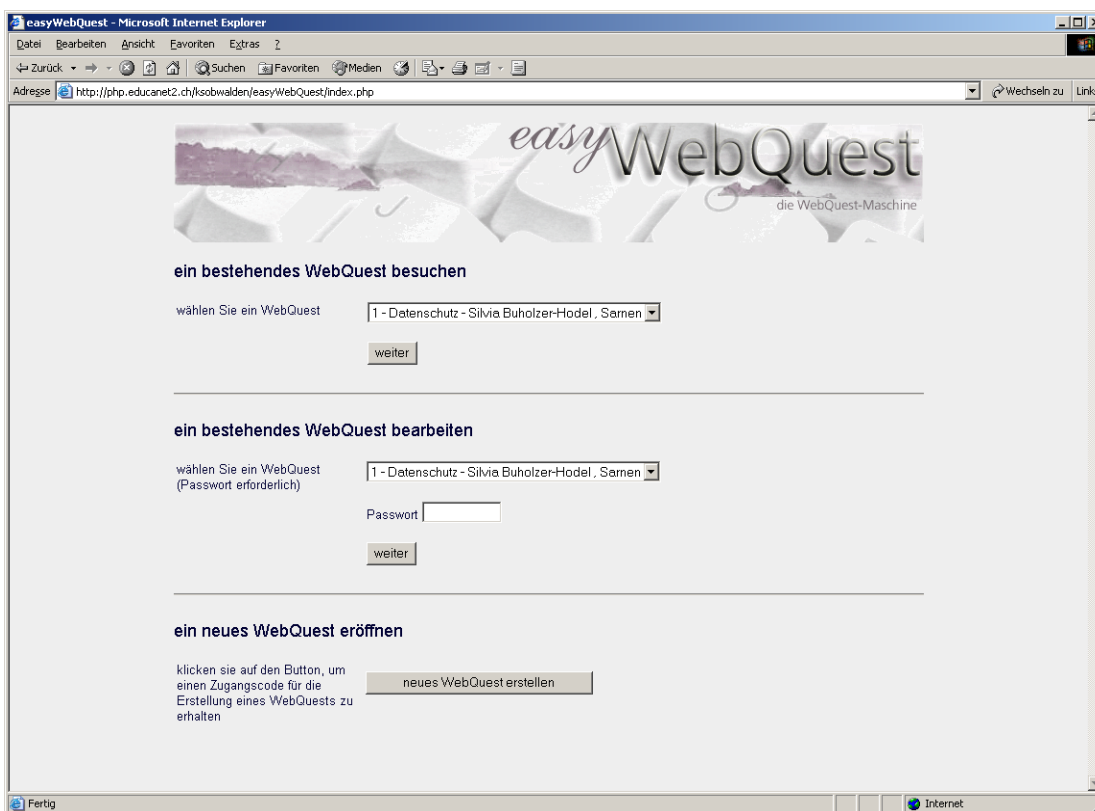 easyWebQuest - Microsoft Internet Explorer
Datei Bearbeiten Ansicht Favoriten Extras ?
Zurück Suchen Favoriten Medien
Adresse http://php.educanet2.ch/ksobwalden/easyWebQuest/index.php Wechseln zu Link
easyWebQuest
die WebQuest-Maschine
ein bestehendes WebQuest besuchen
wählen Sie ein WebQuest 1 - Datenschutz - Silvia Buholzer-Hodel , Sarnen
weiter
ein bestehendes WebQuest bearbeiten
wählen Sie ein WebQuest 1 - Datenschutz - Silvia Buholzer-Hodel , Sarnen
(Passwort erforderlich)
Passwort
weiter
ein neues WebQuest eröffnen
klicken sie auf den Button, um
einen Zugangscode für die neues WebQuest erstellen
Erstellung eines WebQuests zu
erhalten
Fertig Internet